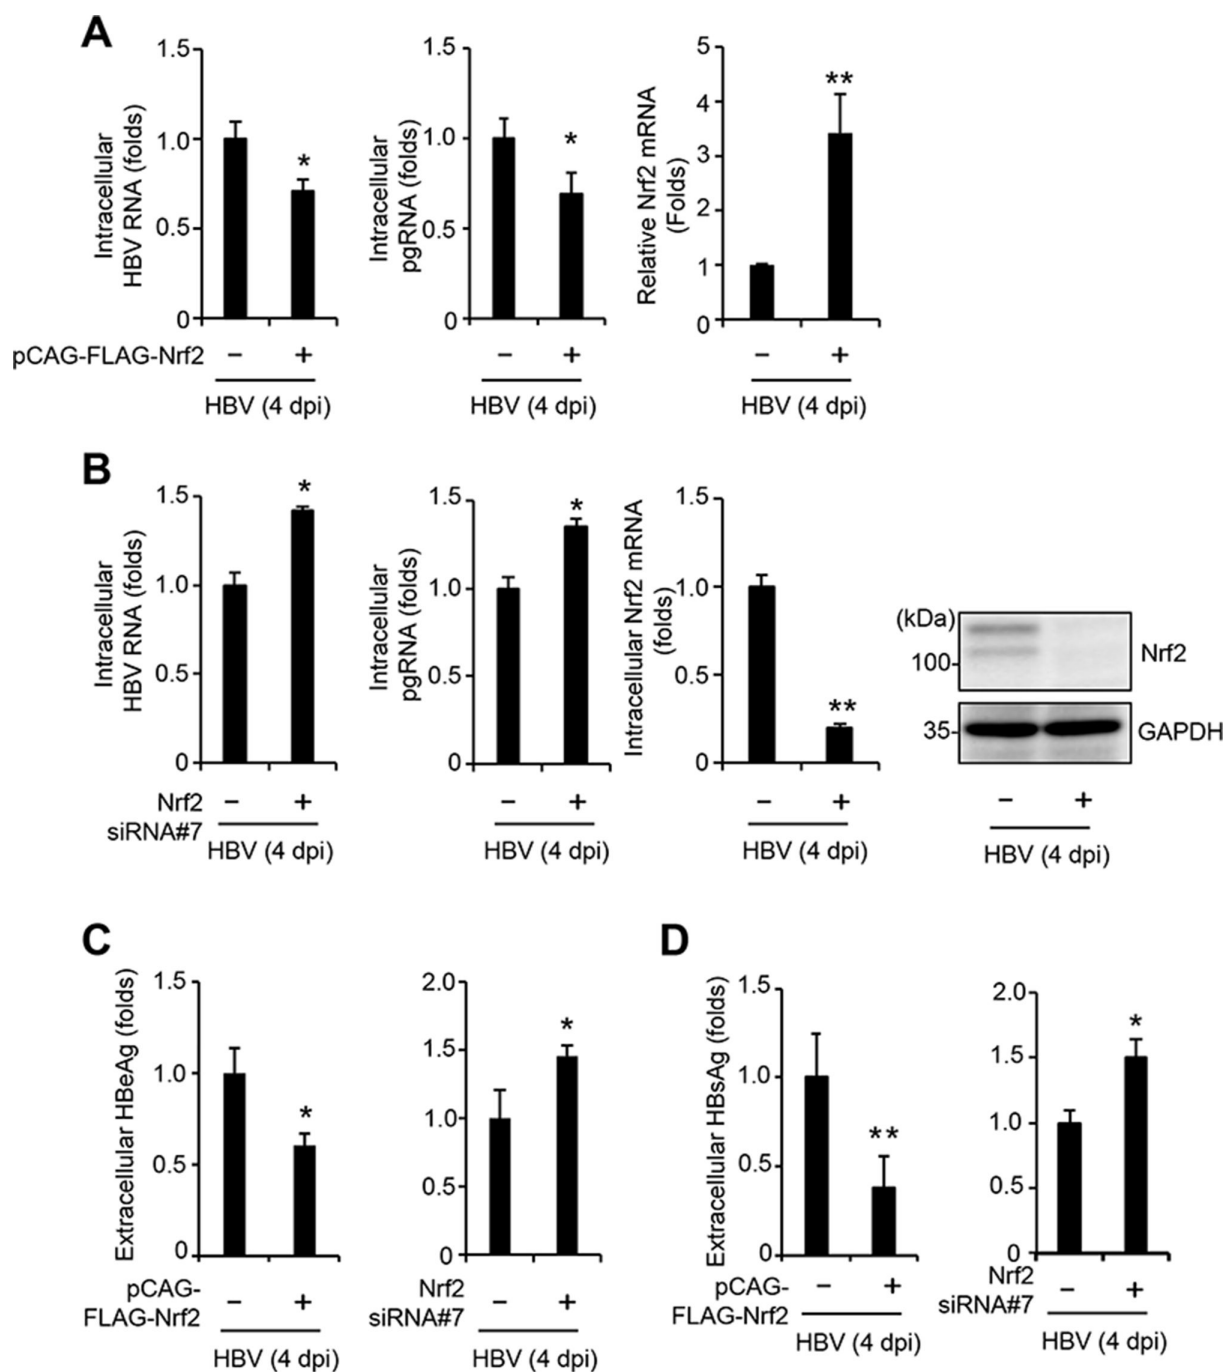 A
Intracellular
HBV RNA (folds)
1.5
1.0
0.5
0
Intracellular
pgRNA (folds)
1.5
1.0
0.5
0
Relative Nrf2 mRNA
(Folds)
5
4
3
2
1
0
*
*
**
pCAG-FLAG-Nrf2
− +
− +
− +
HBV (4 dpi)
HBV (4 dpi)
HBV (4 dpi)
B
Intracellular
HBV RNA (folds)
1.5
1.0
0.5
0
*
Intracellular
pgRNA (folds)
1.5
1.0
0.5
0
*
Intracellular Nrf2 mRNA
(folds)
1.5
1.0
0.5
0
**
(kDa)
100
35
Nrf2
GAPDH
Nrf2
siRNA#7
− +
− +
− +
− +
HBV (4 dpi)
HBV (4 dpi)
HBV (4 dpi)
HBV (4 dpi)
C
Extracellular HBeAg (folds)
1.5
1.0
0.5
0
*
pCAG-
FLAG-Nrf2
− +
HBV (4 dpi)
2.0
1.5
1.0
0.5
0
*
Nrf2
siRNA#7
− +
HBV (4 dpi)
D
Extracellular HBsAg (folds)
1.5
1.0
0.5
0
**
pCAG-
FLAG-Nrf2
− +
HBV (4 dpi)
2.0
1.5
1.0
0.5
0
*
Nrf2
siRNA#7
− +
HBV (4 dpi)